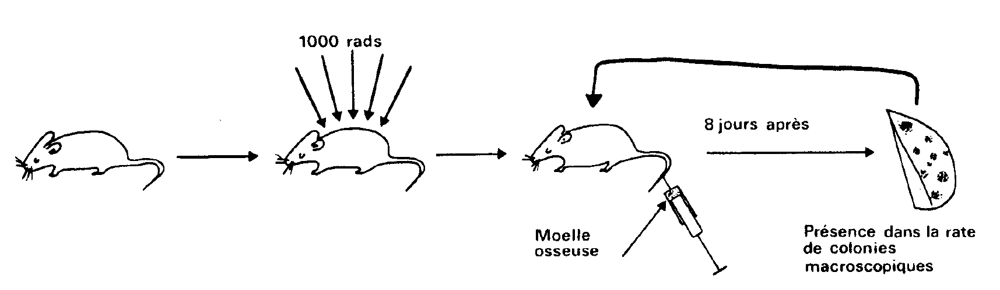 1000 rads
8 jours après
Moelle
osseuse
Présence dans la rate
de colonies
macroscopiques